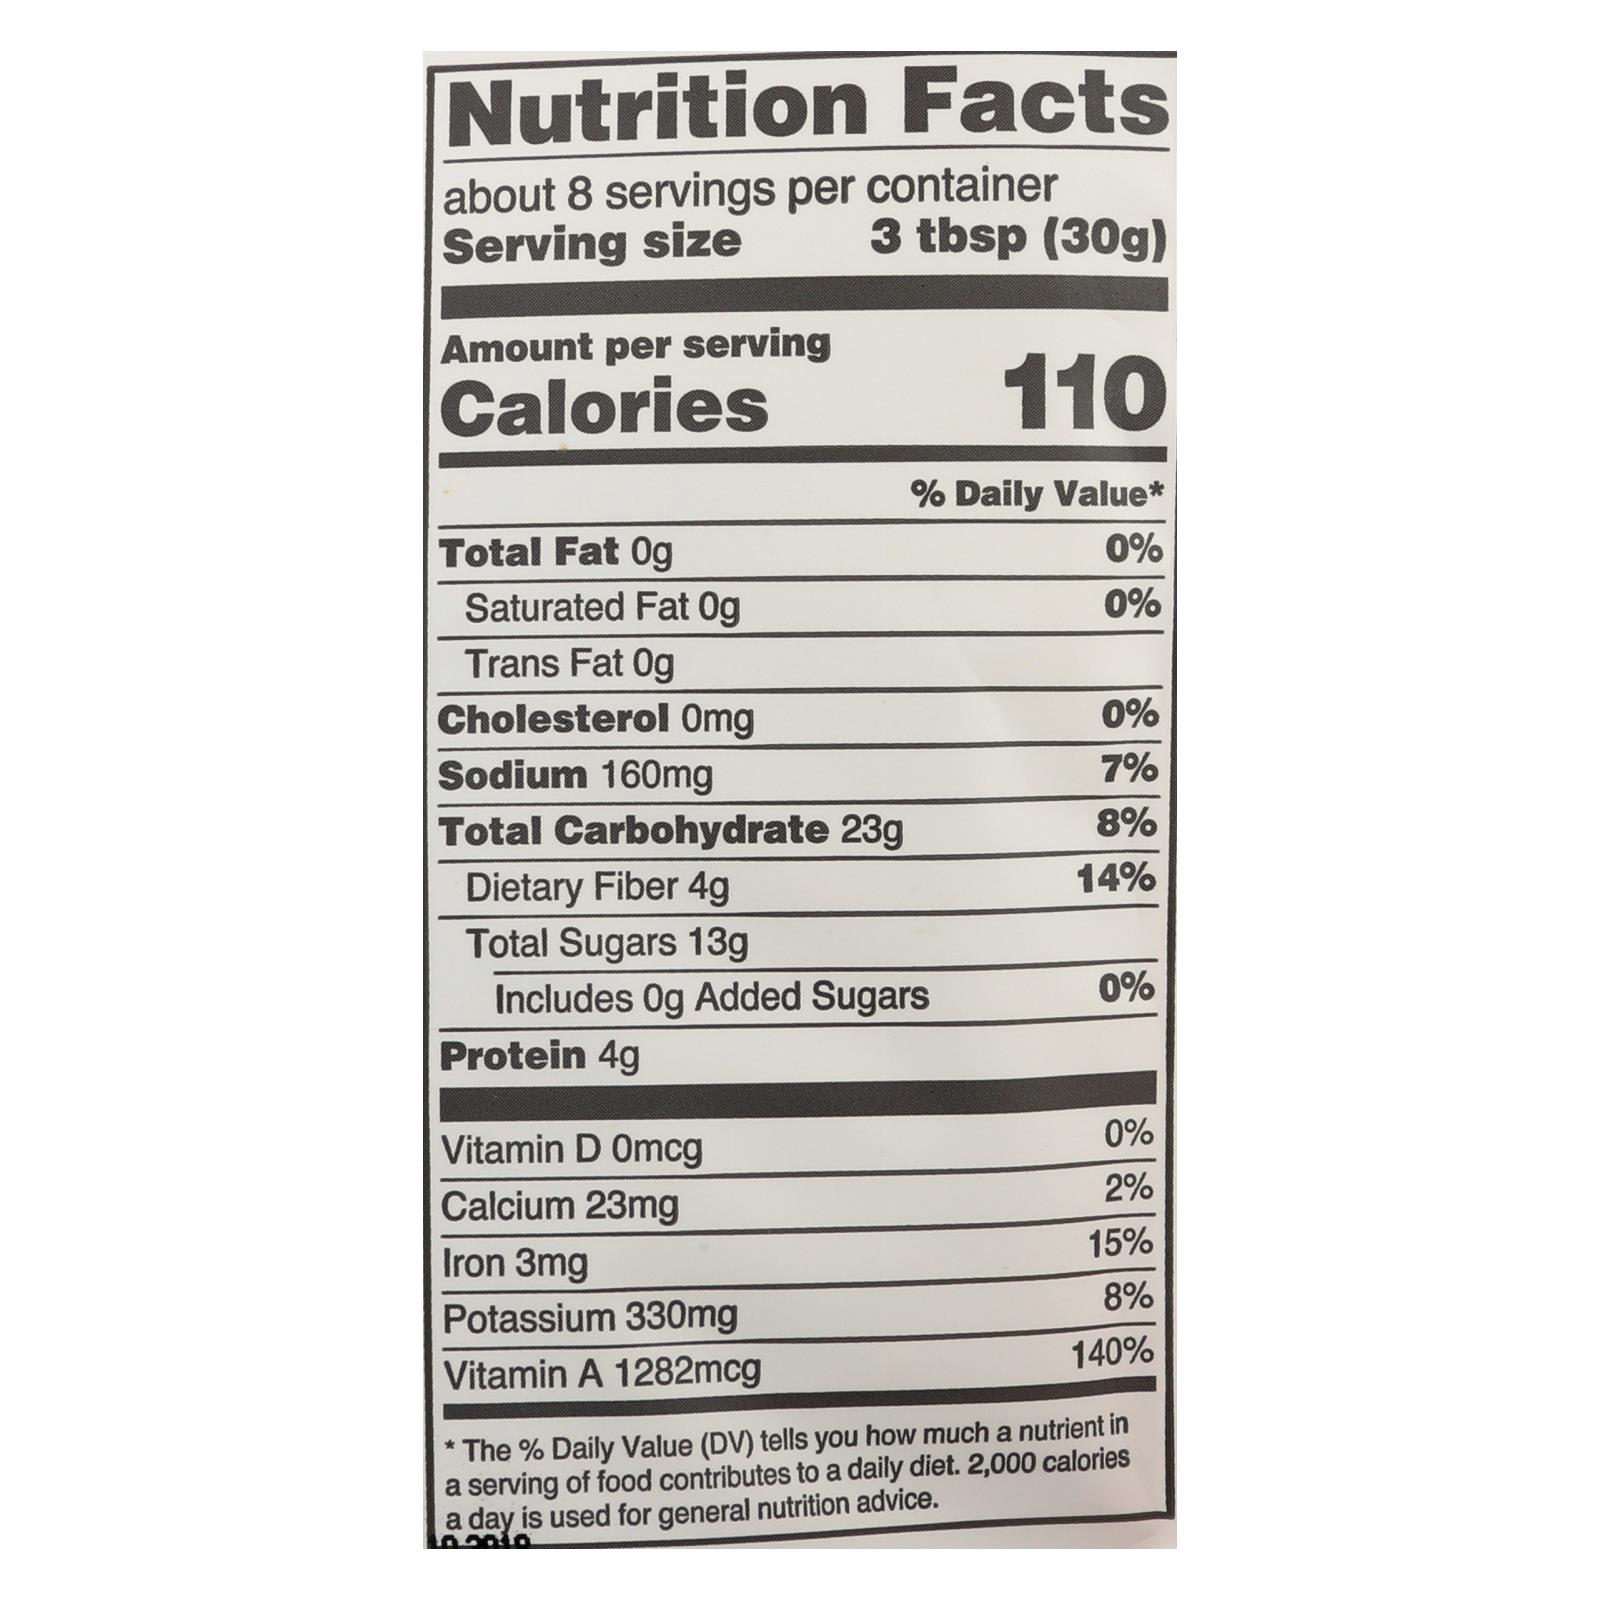 Nutrition Facts
about 8 servings per container
Serving size 3 tbsp (30g)
Amount per serving
Calories 110
% Daily Value*
Total Fat 0g 0%
Saturated Fat 0g 0%
Trans Fat 0g
Cholesterol 0mg 0%
Sodium 160mg 7%
Total Carbohydrate 23g 8%
Dietary Fiber 4g 14%
Total Sugars 13g
Includes 0g Added Sugars 0%
Protein 4g
Vitamin D 0mcg 0%
Calcium 23mg 2%
Iron 3mg 15%
Potassium 330mg 8%
Vitamin A 1282mcg 140%
* The % Daily Value (DV) tells you how much a nutrient in
a serving of food contributes to a daily diet. 2,000 calories
a day is used for general nutrition advice.